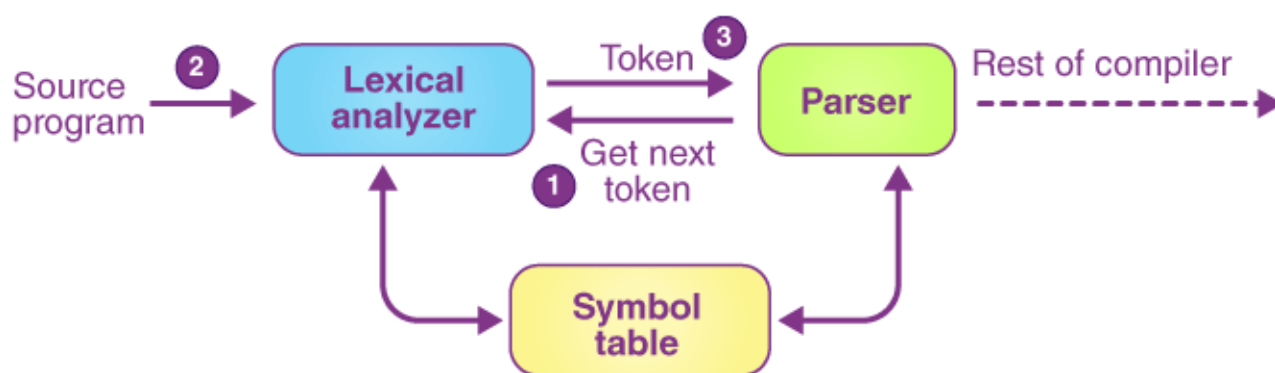 Source
program
2
Lexical
analyzer
Token
3
Get next
token
1
Parser
Rest of compiler
Symbol
table